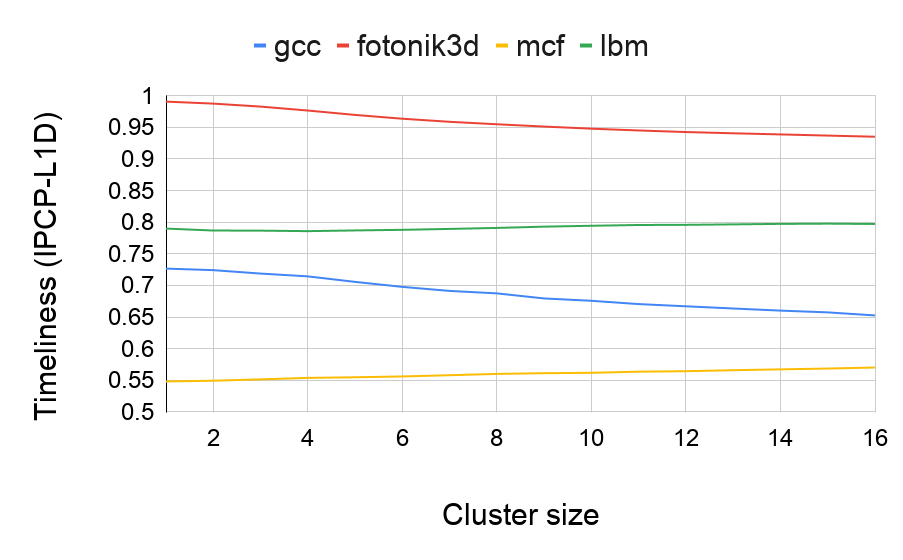 gcc fotonik3d mcf lbm
Timeliness (IPCP-L1D)
1
0.95
0.9
0.85
0.8
0.75
0.7
0.65
0.6
0.55
0.5
2 4 6 8 10 12 14 16
Cluster size